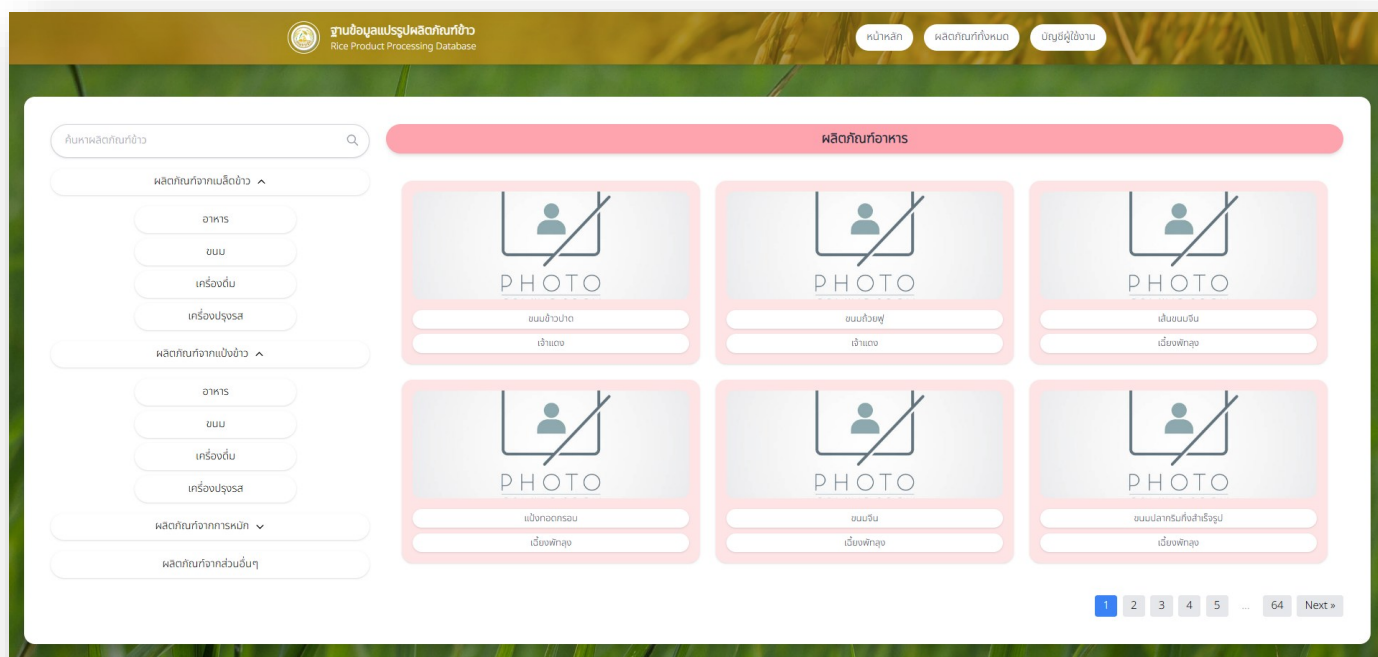 ฐานข้อมูลแปรรูปผลิตภัณฑ์ข้าว
Rice Product Processing Database
หน้าหลัก
ผลิตภัณฑ์ทั้งหมด
บัญชีผู้ใช้งาน
ค้นหาผลิตภัณฑ์ข้าว
ผลิตภัณฑ์จากเมล็ดข้าว
อาหาร
ขนม
เครื่องดื่ม
เครื่องปรุงรส
ผลิตภัณฑ์จากแป้งข้าว
อาหาร
ขนม
เครื่องดื่ม
เครื่องปรุงรส
ผลิตภัณฑ์จากการหมัก
ผลิตภัณฑ์จากส่วนอื่นๆ
ผลิตภัณฑ์อาหาร
PHOTO
ขนมข้าวปาด
เจ้าแตง
PHOTO
ขนมถ้วยฟู
เจ้าแตง
PHOTO
เส้นขนมจีน
เฉี้ยงพัทลุง
PHOTO
แป้งทอดกรอบ
เฉี้ยงพัทลุง
PHOTO
ขนมจีน
เฉี้ยงพัทลุง
PHOTO
ขนมปลากริมกึ่งสำเร็จรูป
เฉี้ยงพัทลุง
1 2 3 4 5 ... 64 Next »